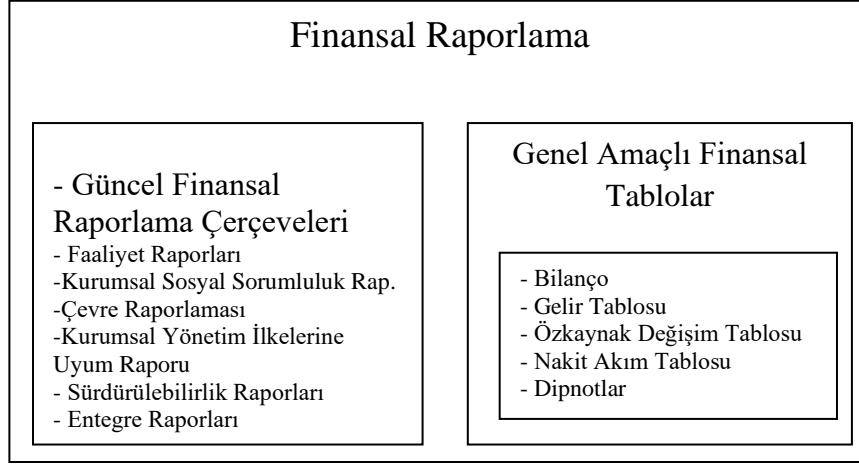 Finansal Raporlama
- Güncel Finansal
Raporlama Çerçeveleri
- Faaliyet Raporları
-Kurumsal Sosyal Sorumluluk Rap.
-Çevre Raporlaması
-Kurumsal Yönetim İlkelerine
Uyum Raporu
- Sürdürülebilirlik Raporları
- Entegre Raporları
Genel Amaçlı Finansal
Tablolar
- Bilanço
- Gelir Tablosu
- Özkaynak Değişim Tablosu
- Nakit Akım Tablosu
- Dipnotlar